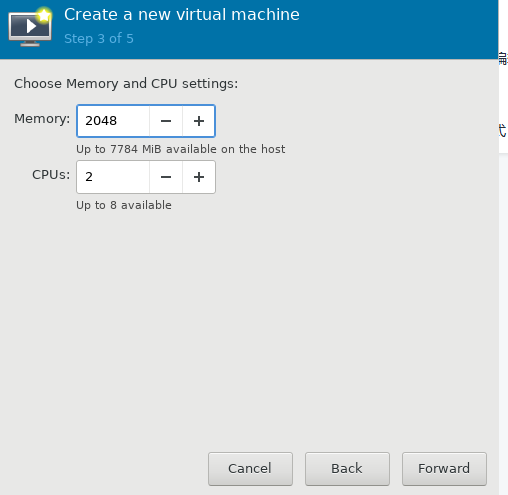 Create a new virtual machine
Step 3 of 5
Choose Memory and CPU settings:
Memory: 2048 − +
Up to 7784 MiB available on the host
CPUs: 2 − +
Up to 8 available
Cancel Back Forward